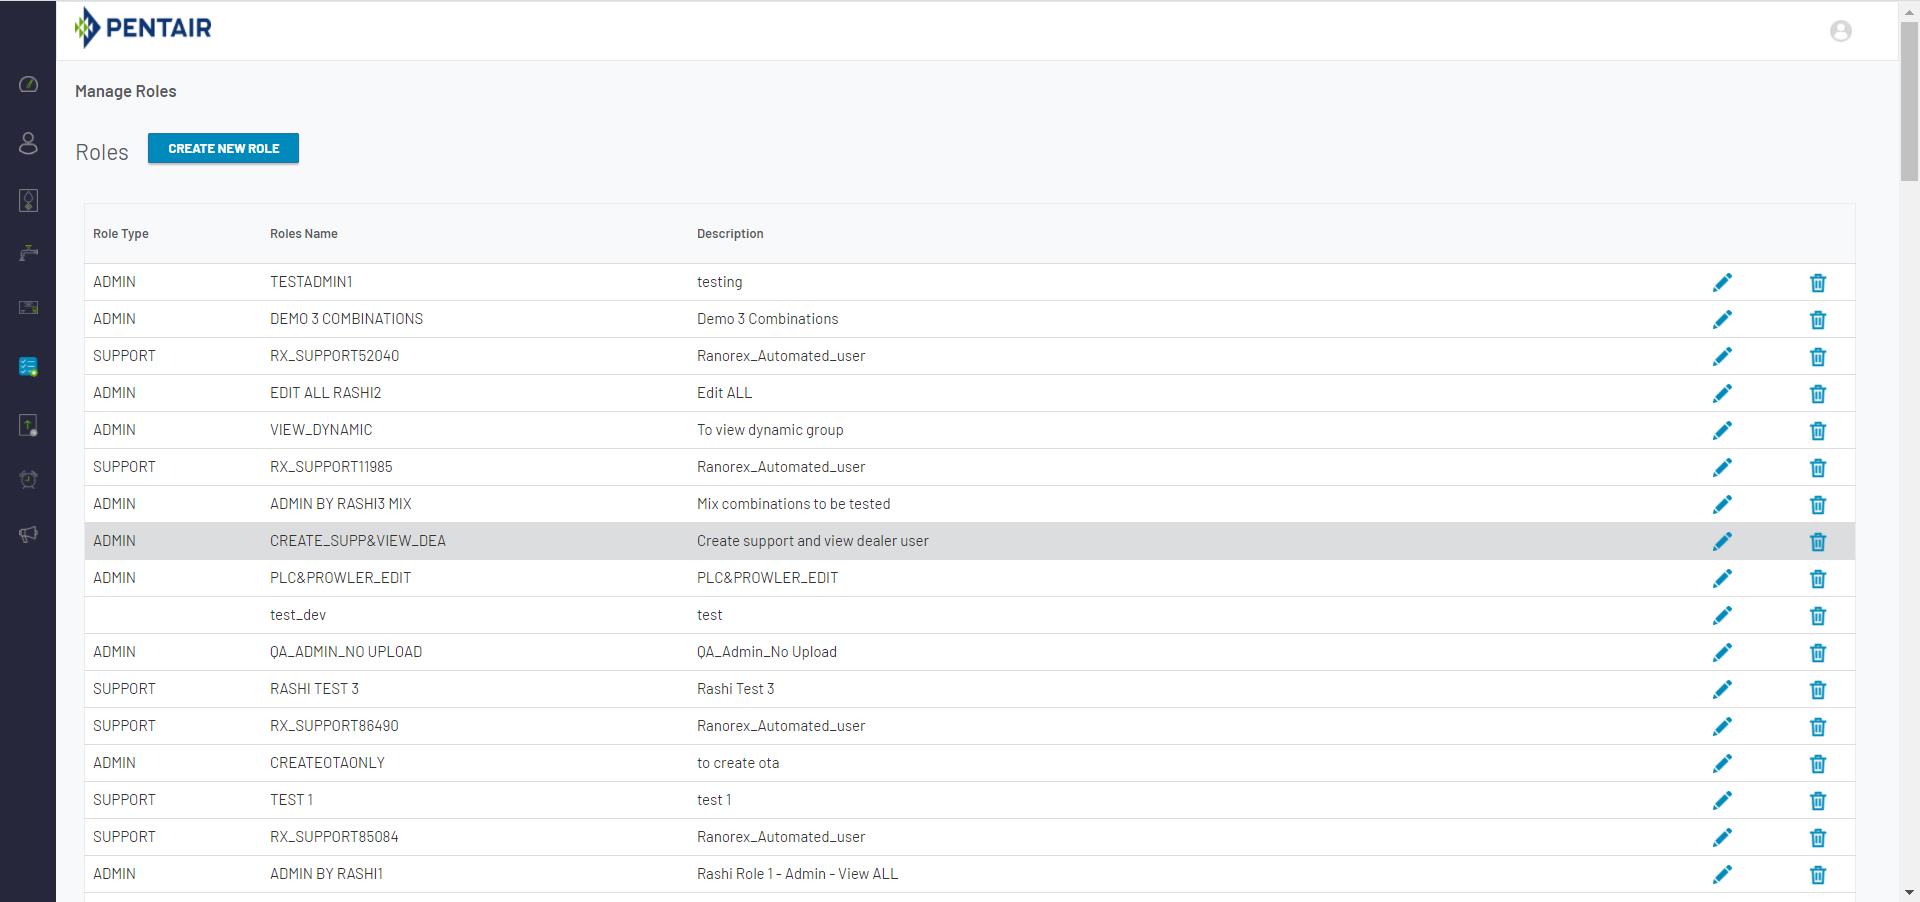 PENTAIR
Manage Roles
Roles CREATE NEW ROLE
Role Type Roles Name Description
ADMIN TESTADMIN1 testing
ADMIN DEMO 3 COMBINATIONS Demo 3 Combinations
SUPPORT RX_SUPPORT52040 Ranorex_Automated_user
ADMIN EDIT ALL RASHI2 Edit ALL
ADMIN VIEW_DYNAMIC To view dynamic group
SUPPORT RX_SUPPORT11985 Ranorex_Automated_user
ADMIN ADMIN BY RASHI3 MIX Mix combinations to be tested
ADMIN CREATE_SUPP&VIEW_DEA Create support and view dealer user
ADMIN PLC&PROWLER_EDIT PLC&PROWLER_EDIT
test_dev test
ADMIN QA_ADMIN_NO UPLOAD QA_Admin_No Upload
SUPPORT RASHI TEST 3 Rashi Test 3
SUPPORT RX_SUPPORT86490 Ranorex_Automated_user
ADMIN CREATEOTAONLY to create ota
SUPPORT TEST 1 test 1
SUPPORT RX_SUPPORT85084 Ranorex_Automated_user
ADMIN ADMIN BY RASHI1 Rashi Role 1 - Admin - View ALL